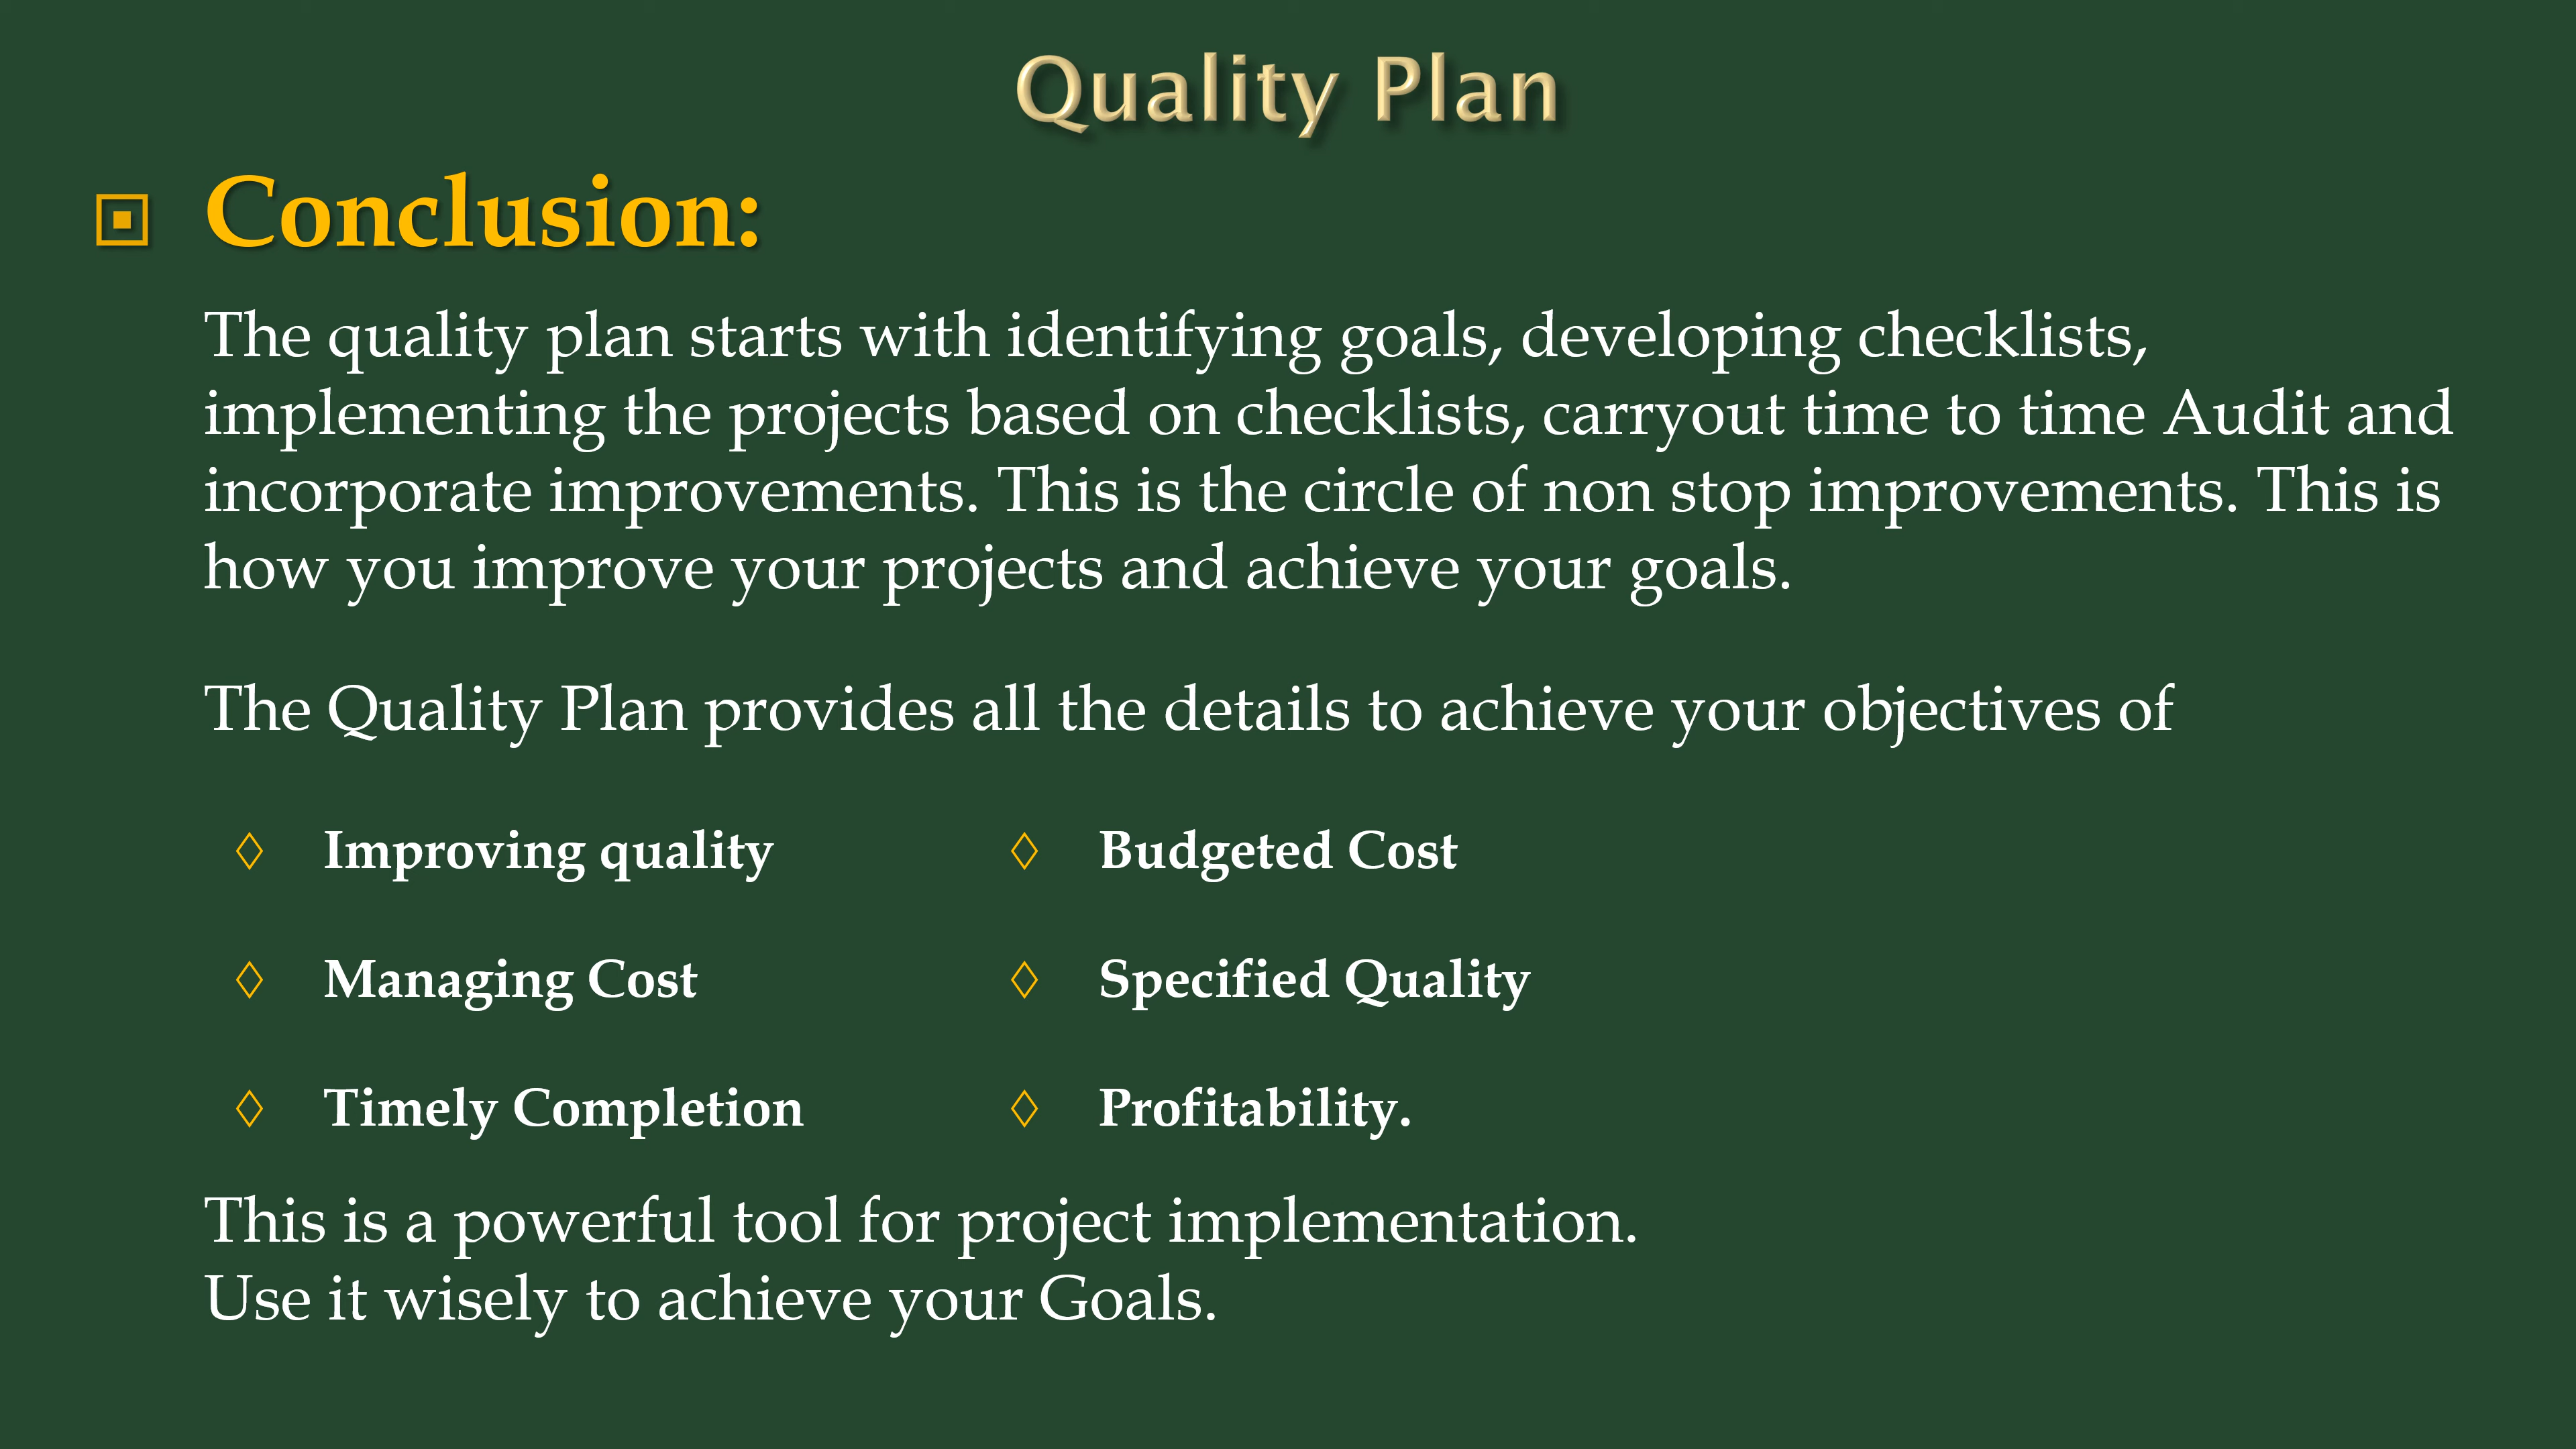 Quality Plan
Conclusion:
The quality plan starts with identifying goals, developing checklists,
implementing the projects based on checklists, carryout time to time Audit and
incorporate improvements. This is the circle of non stop improvements. This is
how you improve your projects and achieve your goals.
The Quality Plan provides all the details to achieve your objectives of
◊ Improving quality ◊ Budgeted Cost
◊ Managing Cost ◊ Specified Quality
◊ Timely Completion ◊ Profitability.
This is a powerful tool for project implementation.
Use it wisely to achieve your Goals.